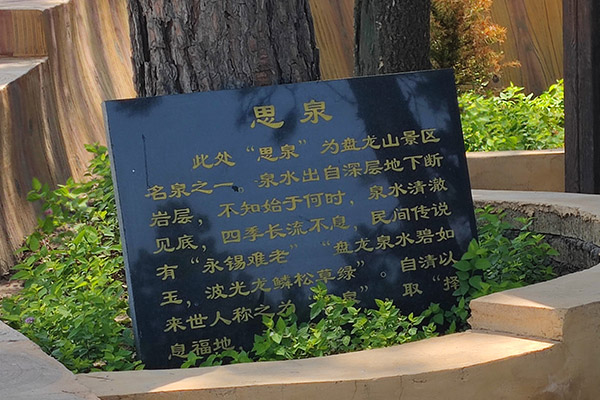 思泉
此处“思泉”为盘龙山景区
名泉之一。泉水出自深层地下断
岩层，不知始于何时，泉水清澈
见底，四季长流不息，民间传说
有“永锡难老”“盘龙泉水碧如
玉，波光龙鳞松草绿”。自清以
来世人称之为 泉”取“择
息福地